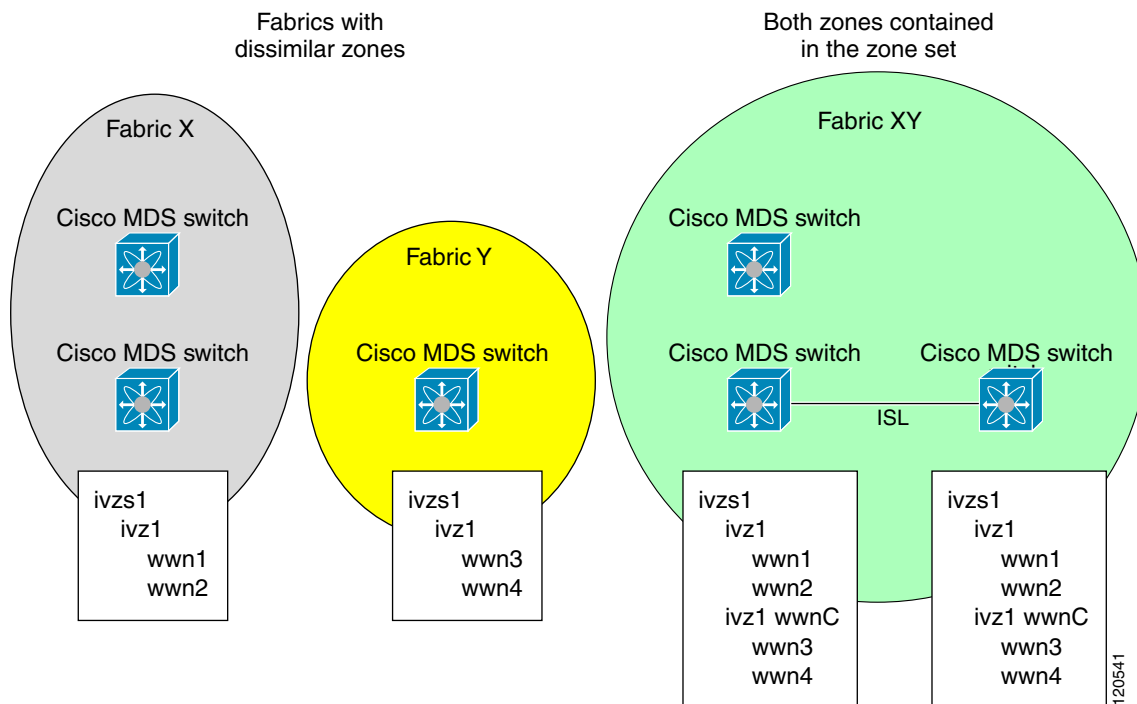 Fabrics with
dissimilar zones
Both zones contained
in the zone set
Fabric X
Cisco MDS switch
Cisco MDS switch
ivzs1
ivz1
wwn1
wwn2
Fabric Y
Cisco MDS switch
ivzs1
ivz1
wwn3
wwn4
Fabric XY
Cisco MDS switch
Cisco MDS switch
Cisco MDS switch
ISL
ivzs1
ivz1
wwn1
wwn2
ivz1 wwnC
wwn3
wwn4
ivzs1
ivz1
wwn1
wwn2
ivz1 wwnC
wwn3
wwn4
120541